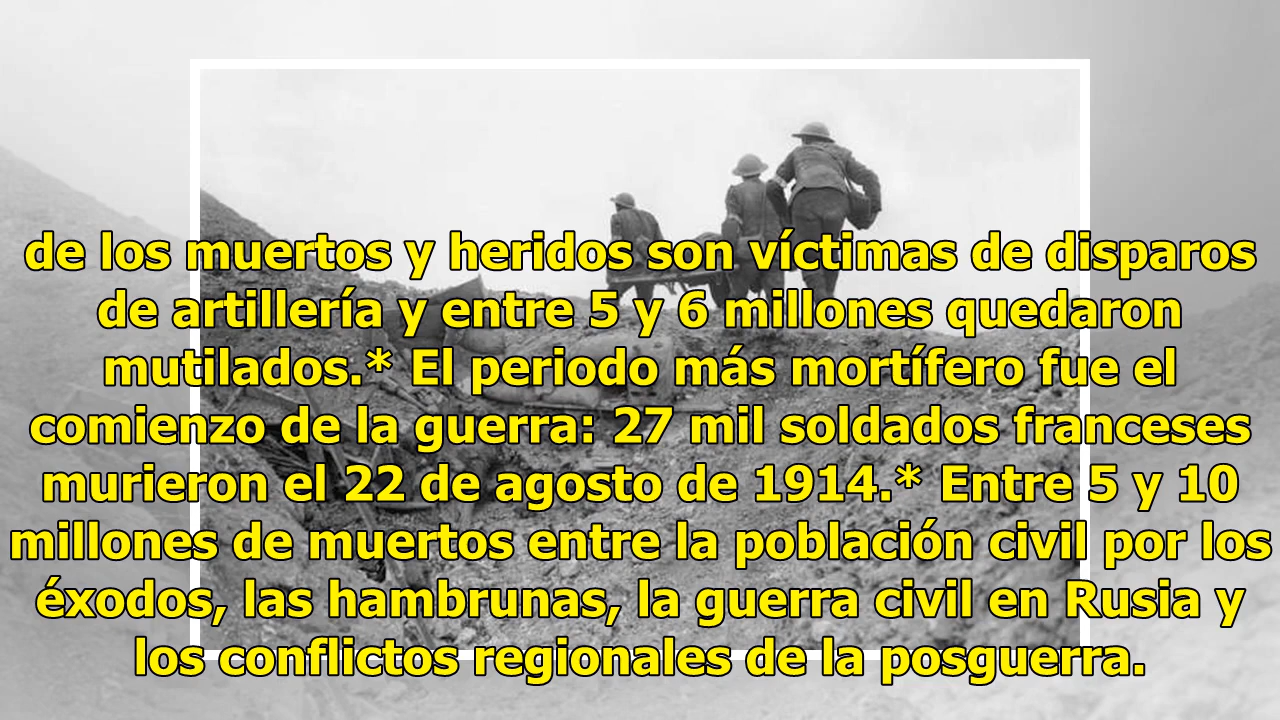 de los muertos y heridos son víctimas de disparos
de artillería y entre 5 y 6 millones quedaron
mutilados.* El periodo más mortífero fue el
comienzo de la guerra: 27 mil soldados franceses
murieron el 22 de agosto de 1914.* Entre 5 y 10
millones de muertos entre la población civil por los
éxodos, las hambrunas, la guerra civil en Rusia y
los conflictos regionales de la posguerra.